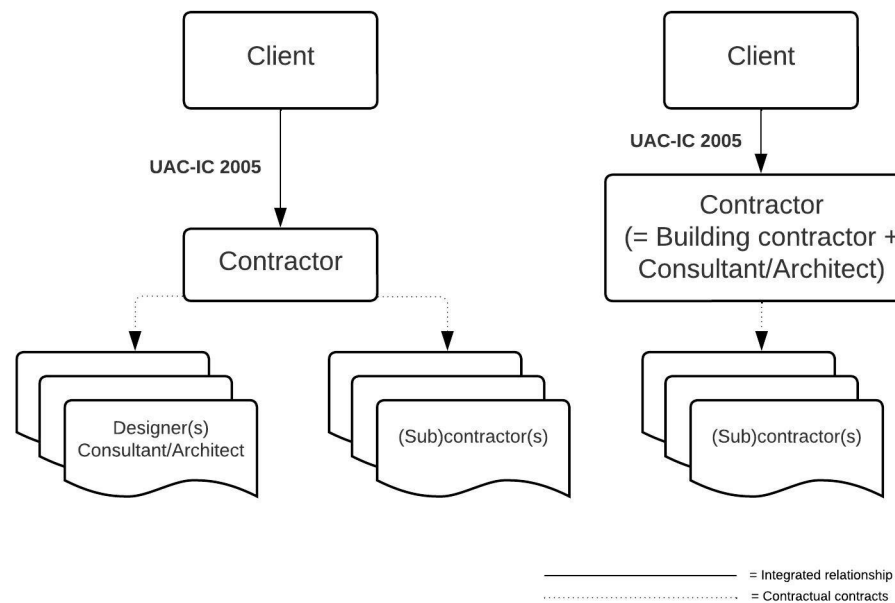 Client
UAC-IC 2005
Contractor
Designer(s)
Consultant/Architect
(Sub)contractor(s)
Client
UAC-IC 2005
Contractor
(= Building contractor +
Consultant/Architect)
(Sub)contractor(s)
= Integrated relationship
= Contractual contracts